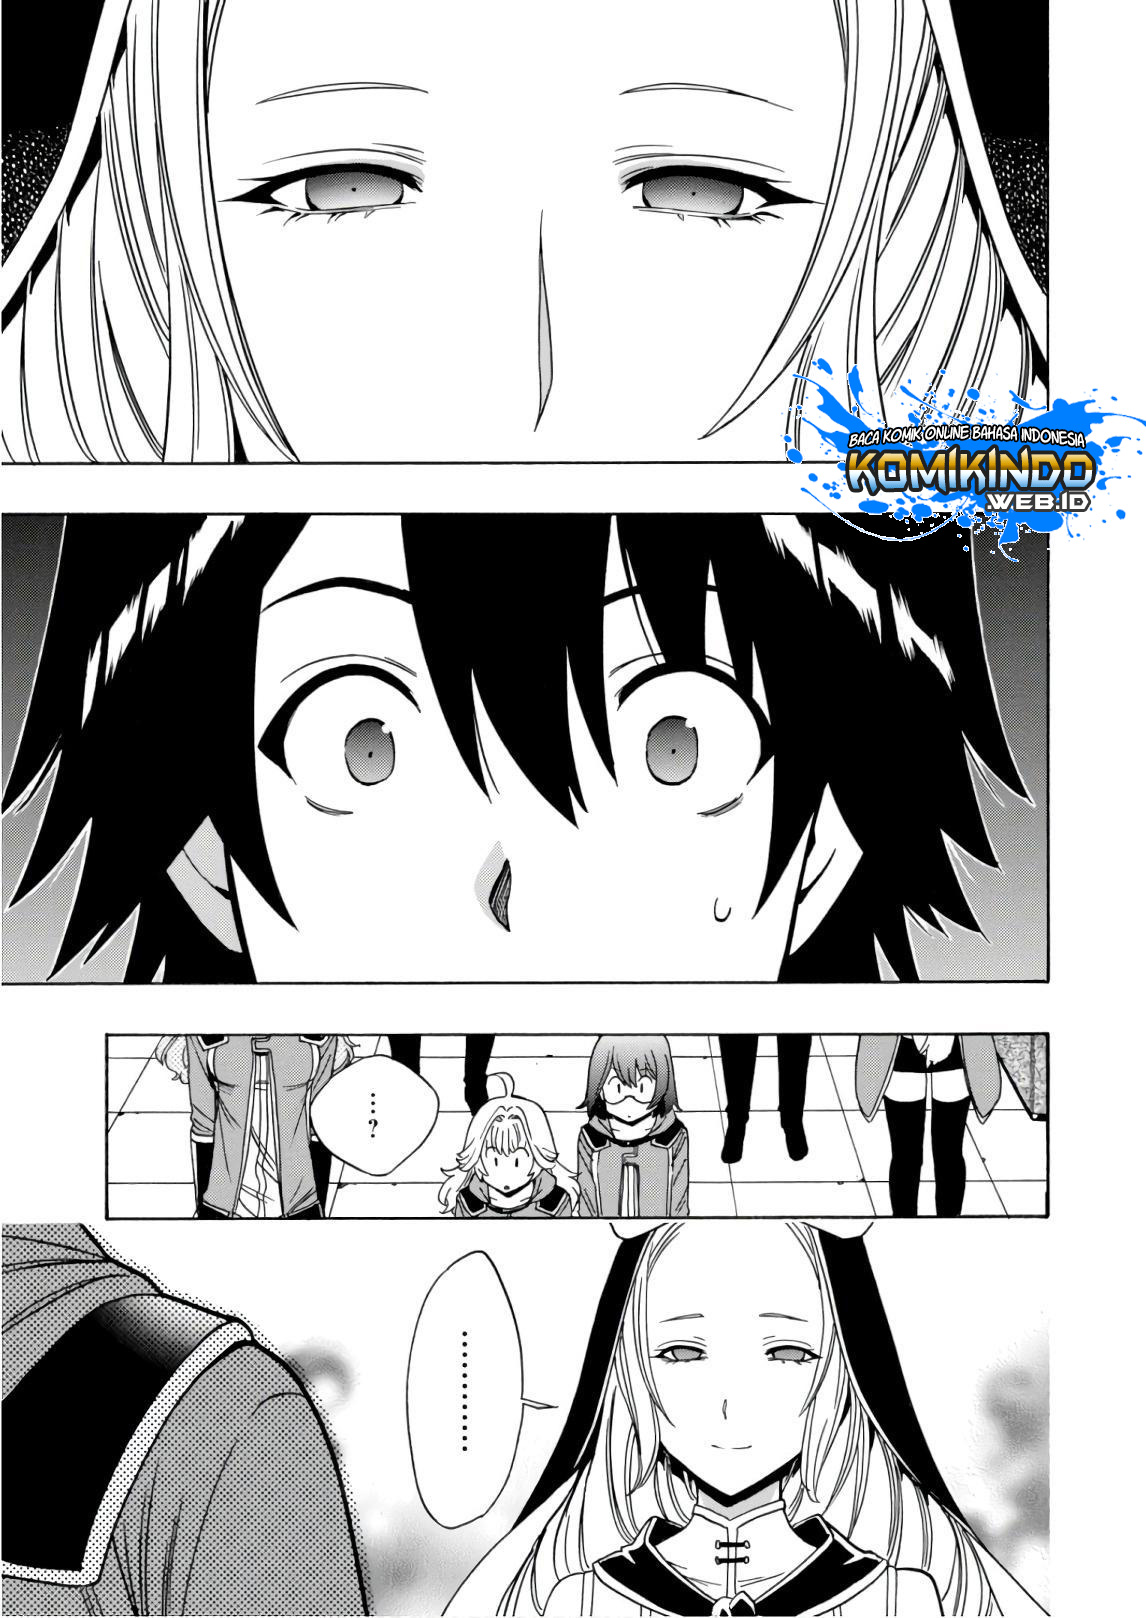 BACA KOMIK ONLINE BAHASA INDONESIA
KOMIKINDO
WEB.ID
…?
………